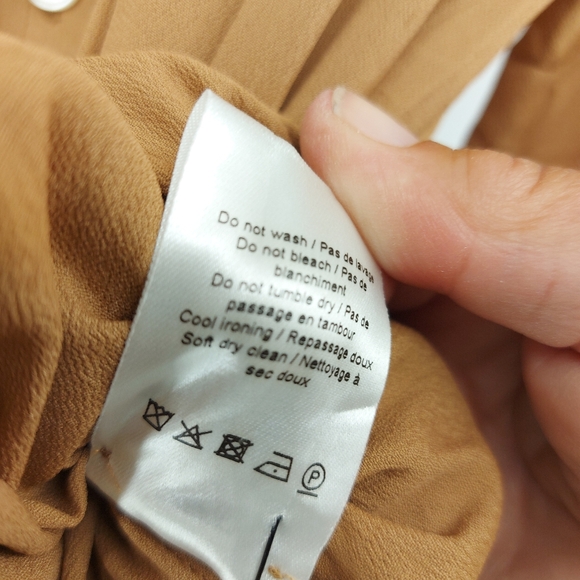 Do not wash / Pas de lavage
Do not bleach / Pas de
blanchiment
Do not tumble dry / Pas de
passage en tambour
Cool ironing / Repassage doux
Soft dry clean / Nettoyage à
sec doux
P